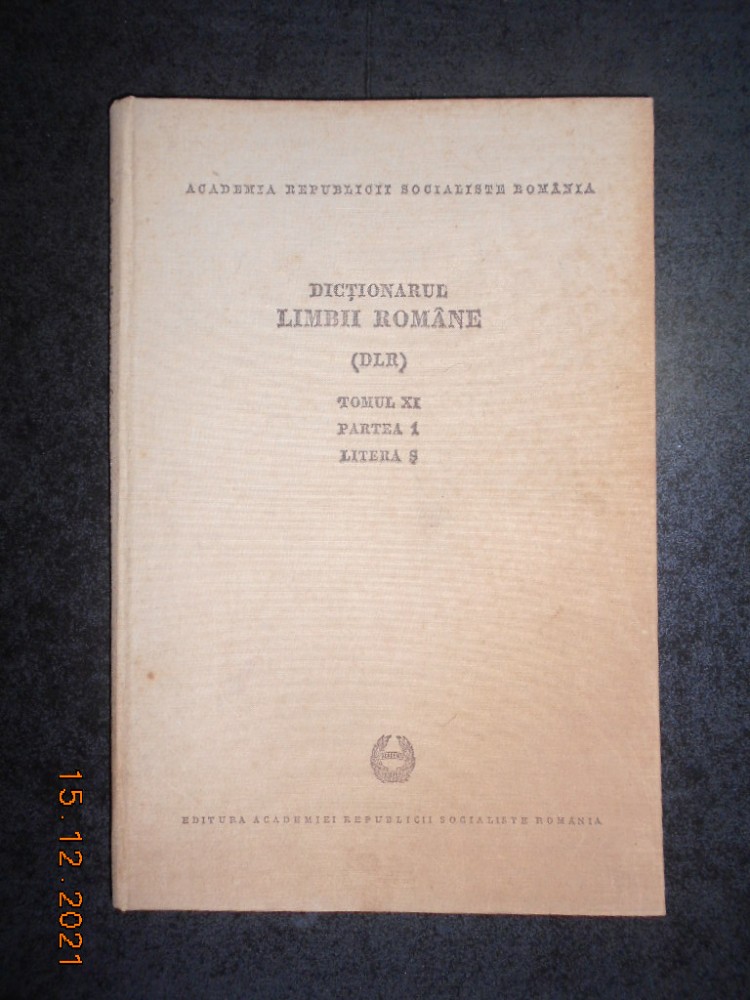 ACADEMIA REPUBLICII SOCIALISTE ROMÂNIA
DICȚIONARUL
LIMBII ROMÂNE
(DLR)
TOMUL XI
PARTEA 1
LITERA Ș
EDITURA ACADEMIEI REPUBLICII SOCIALISTE ROMÂNIA
15.12.2021